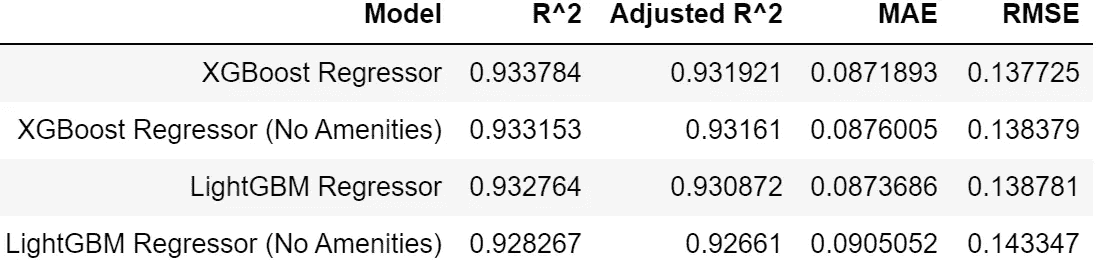 Model R^2 Adjusted R^2 MAE RMSE
XGBoost Regressor 0.933784 0.931921 0.0871893 0.137725
XGBoost Regressor (No Amenities) 0.933153 0.93161 0.0876005 0.138379
LightGBM Regressor 0.932764 0.930872 0.0873686 0.138781
LightGBM Regressor (No Amenities) 0.928267 0.92661 0.0905052 0.143347